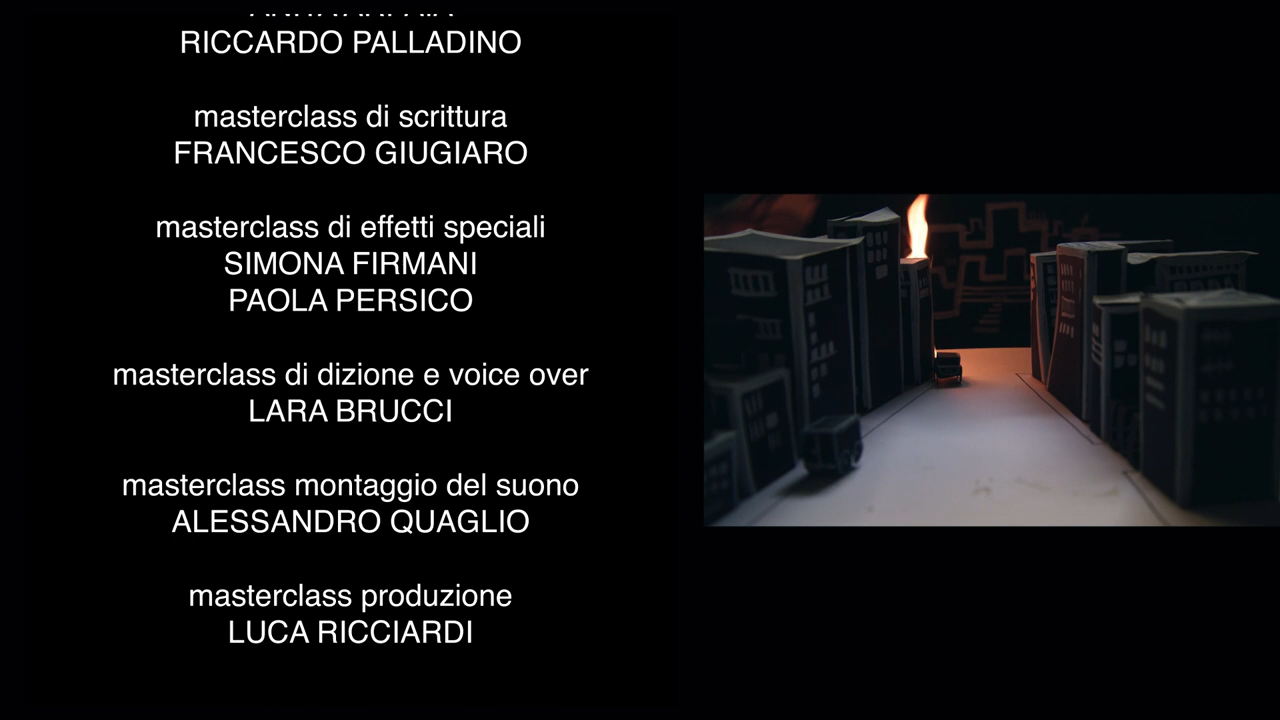 RICCARDO PALLADINO
masterclass di scrittura
FRANCESCO GIUGIARO
masterclass di effetti speciali
SIMONA FIRMANI
PAOLA PERSICO
masterclass di dizione e voice over
LARA BRUCCI
masterclass montaggio del suono
ALESSANDRO QUAGLIO
masterclass produzione
LUCA RICCIARDI